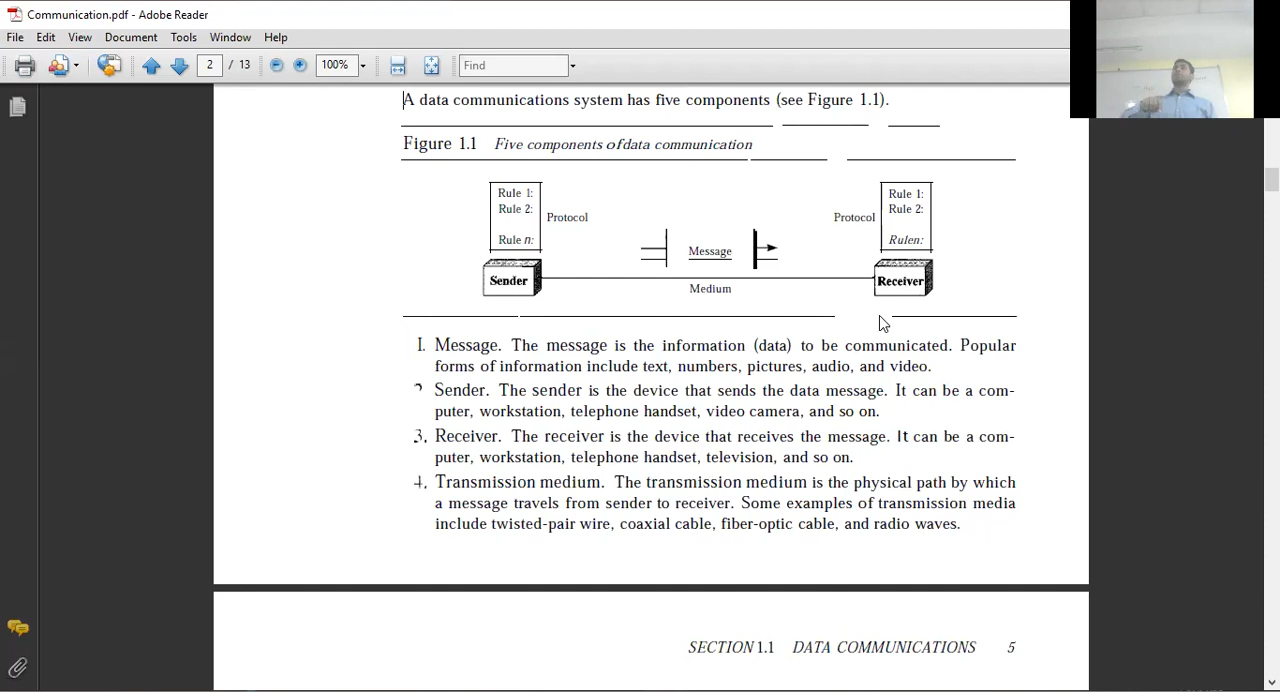 Communication.pdf - Adobe Reader
File Edit View Document Tools Window Help
2 / 13 100% Find
A data communications system has five components (see Figure 1.1).
Figure 1.1 Five components of data communication
Rule 1: Rule 1:
Rule 2: Rule 2:
Protocol Protocol
Rule n: Rulen:
Message
Sender Receiver
Medium
1. Message. The message is the information (data) to be communicated. Popular
forms of information include text, numbers, pictures, audio, and video.
2 Sender. The sender is the device that sends the data message. It can be a com-
puter, workstation, telephone handset, video camera, and so on.
3. Receiver. The receiver is the device that receives the message. It can be a com-
puter, workstation, telephone handset, television, and so on.
4. Transmission medium. The transmission medium is the physical path by which
a message travels from sender to receiver. Some examples of transmission media
include twisted-pair wire, coaxial cable, fiber-optic cable, and radio waves.
SECTION 1.1 DATA COMMUNICATIONS 5